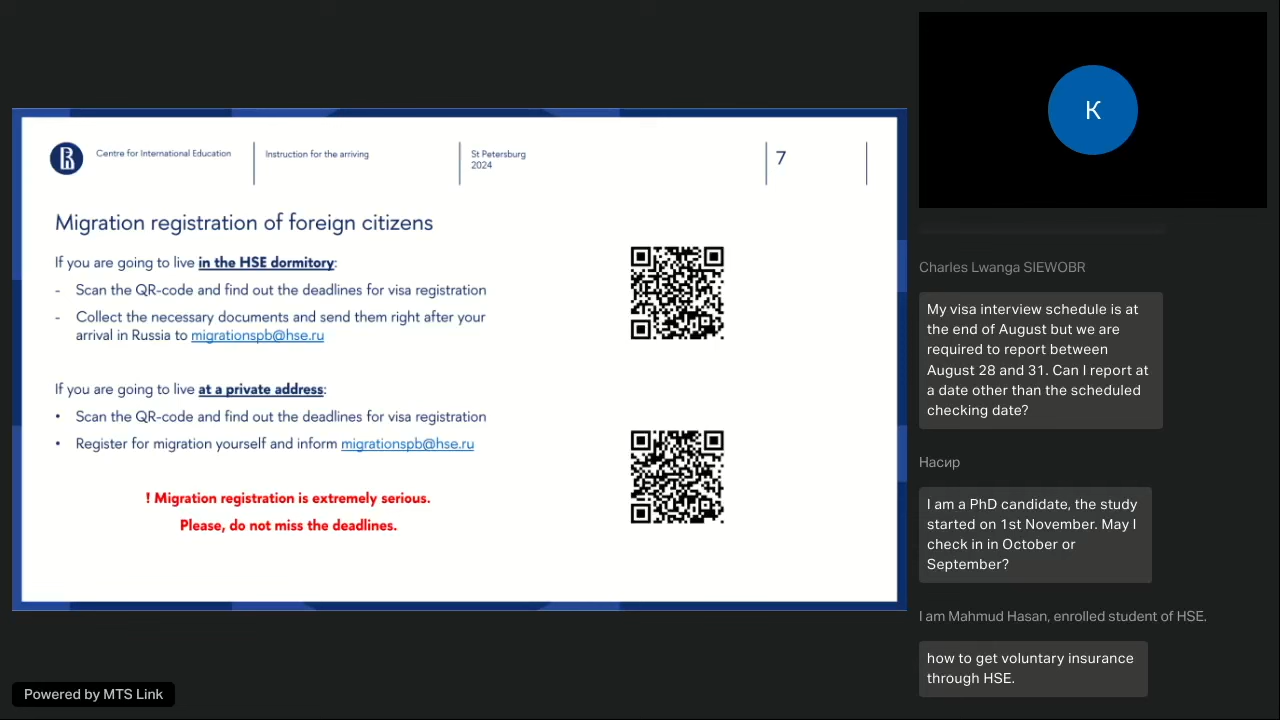 Centre for International Education
Instruction for the arriving
St Petersburg
2024
7
Migration registration of foreign citizens
If you are going to live in the HSE dormitory:
- Scan the QR-code and find out the deadlines for visa registration
- Collect the necessary documents and send them right after your
arrival in Russia to migrationspb@hse.ru
If you are going to live at a private address:
• Scan the QR-code and find out the deadlines for visa registration
• Register for migration yourself and inform migrationspb@hse.ru
! Migration registration is extremely serious.
Please, do not miss the deadlines.
Powered by MTS Link
K
Charles Lwanga SIEWOBR
My visa interview schedule is at
the end of August but we are
required to report between
August 28 and 31. Can I report at
a date other than the scheduled
checking date?
Насир
I am a PhD candidate, the study
started on 1st November. May I
check in in October or
September?
I am Mahmud Hasan, enrolled student of HSE.
how to get voluntary insurance
through HSE.